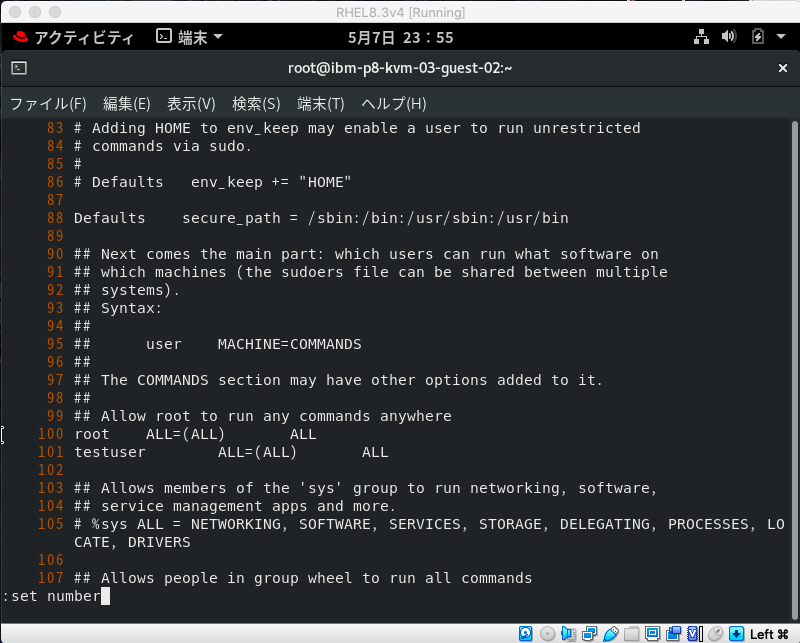 RHEL8.3v4 [Running]
アクティビティ 端末 5月7日 23：55
root@ibm-p8-kvm-03-guest-02:~
ファイル(F) 編集(E) 表示(V) 検索(S) 端末(T) ヘルプ(H)
83 # Adding HOME to env_keep may enable a user to run unrestricted
84 # commands via sudo.
85 #
86 # Defaults   env_keep += "HOME"
87
88 Defaults    secure_path = /sbin:/bin:/usr/sbin:/usr/bin
89
90 ## Next comes the main part: which users can run what software on
91 ## which machines (the sudoers file can be shared between multiple
92 ## systems).
93 ## Syntax:
94 ##
95 ##      user    MACHINE=COMMANDS
96 ##
97 ## The COMMANDS section may have other options added to it.
98 ##
99 ## Allow root to run any commands anywhere
100 root    ALL=(ALL)       ALL
101 testuser        ALL=(ALL)       ALL
102
103 ## Allows members of the 'sys' group to run networking, software,
104 ## service management apps and more.
105 # %sys ALL = NETWORKING, SOFTWARE, SERVICES, STORAGE, DELEGATING, PROCESSES, LO
CATE, DRIVERS
106
107 ## Allows people in group wheel to run all commands
:set number
Left ⌘